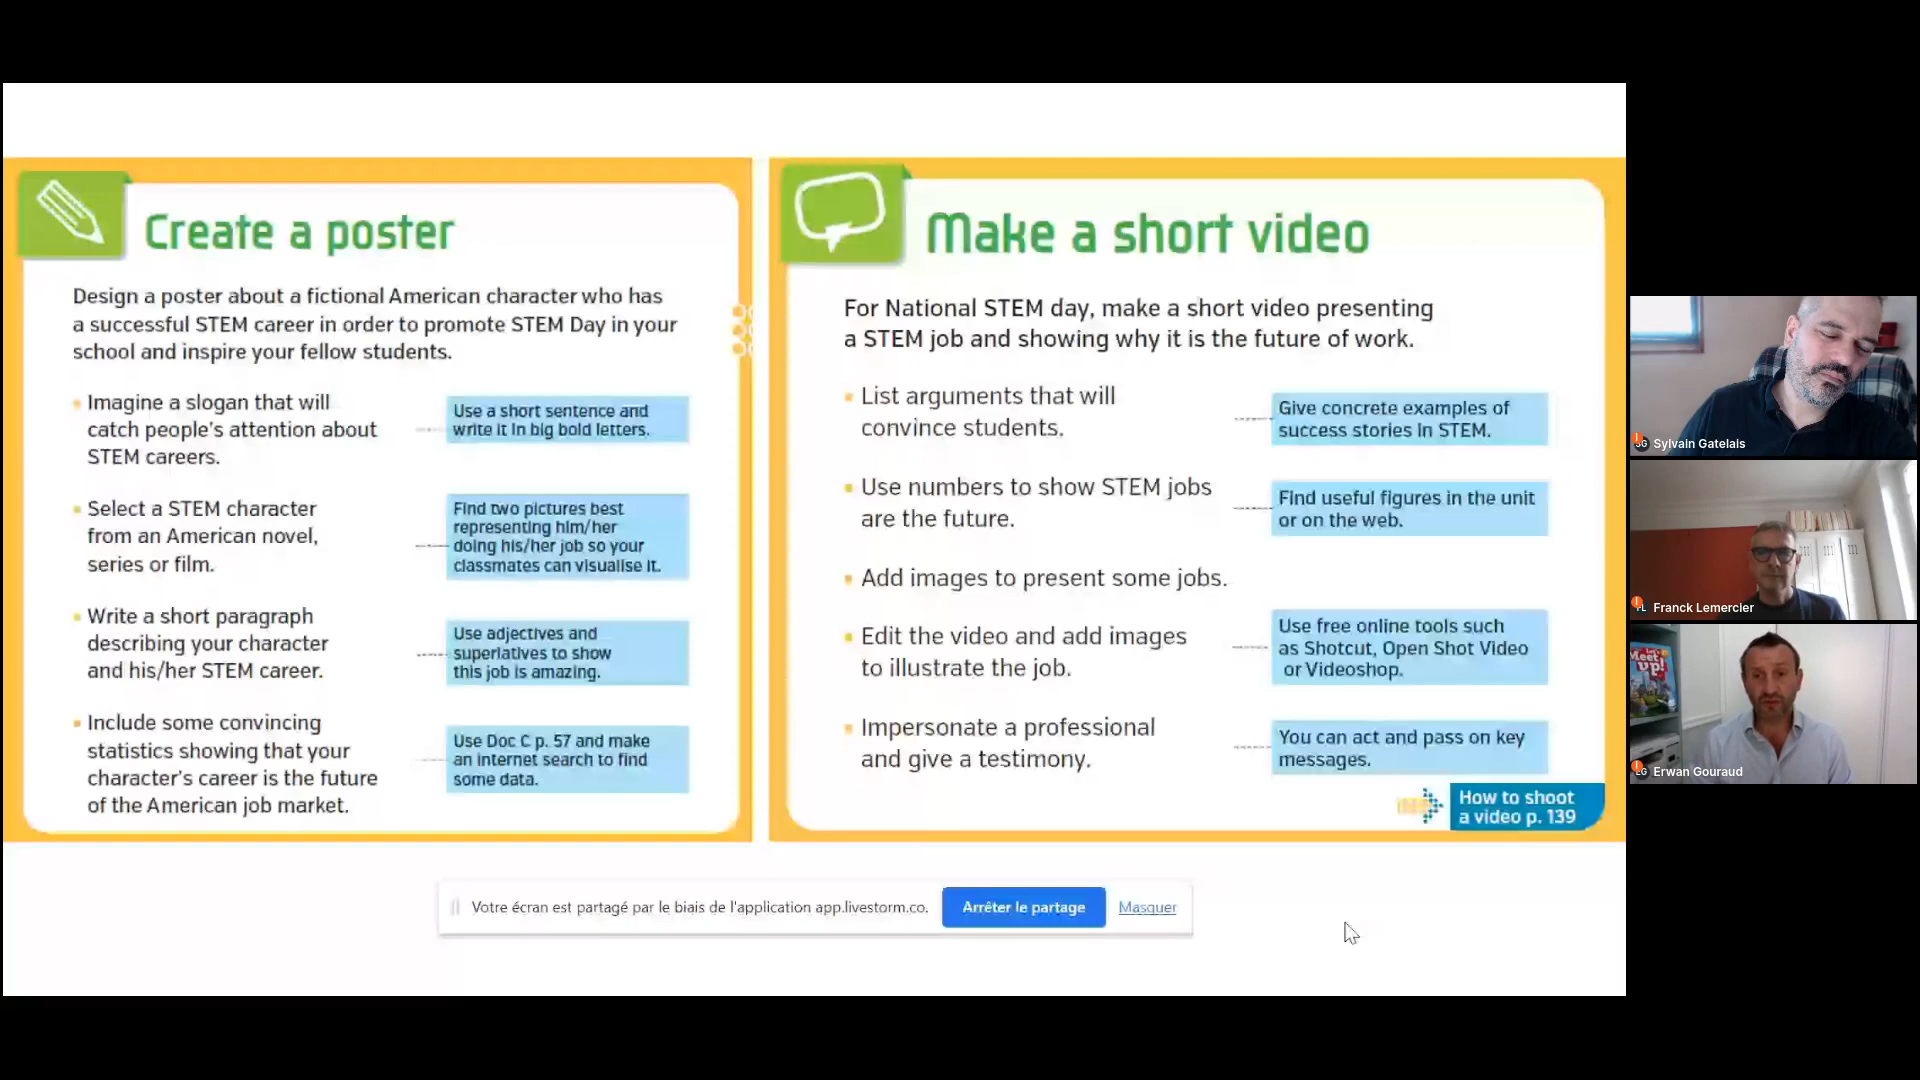 Create a poster
Design a poster about a fictional American character who has
a successful STEM career in order to promote STEM Day in your
school and inspire your fellow students.
Imagine a slogan that will
catch people's attention about
STEM careers.
Use a short sentence and
write it in big bold letters.
Select a STEM character
from an American novel,
series or film.
Find two pictures best
representing him/her
doing his/her job so your
classmates can visualise it.
Write a short paragraph
describing your character
and his/her STEM career.
Use adjectives and
superlatives to show
this job is amazing.
Include some convincing
statistics showing that your
character's career is the future
of the American job market.
Use Doc C p. 57 and make
an internet search to find
some data.
Make a short video
For National STEM day, make a short video presenting
a STEM job and showing why it is the future of work.
List arguments that will
convince students.
Give concrete examples of
success stories in STEM.
Use numbers to show STEM jobs
are the future.
Find useful figures in the unit
or on the web.
Add images to present some jobs.
Edit the video and add images
to illustrate the job.
Use free online tools such
as Shotcut, Open Shot Video
or Videoshop.
Impersonate a professional
and give a testimony.
You can act and pass on key
messages.
How to shoot
a video p. 139
Votre écran est partagé par le biais de l'application app.livestorm.co.
Arrêter le partage
Masquer
SG Sylvain Gatelais
FL Franck Lemercier
Let's
Meet
up!
EG Erwan Gouraud